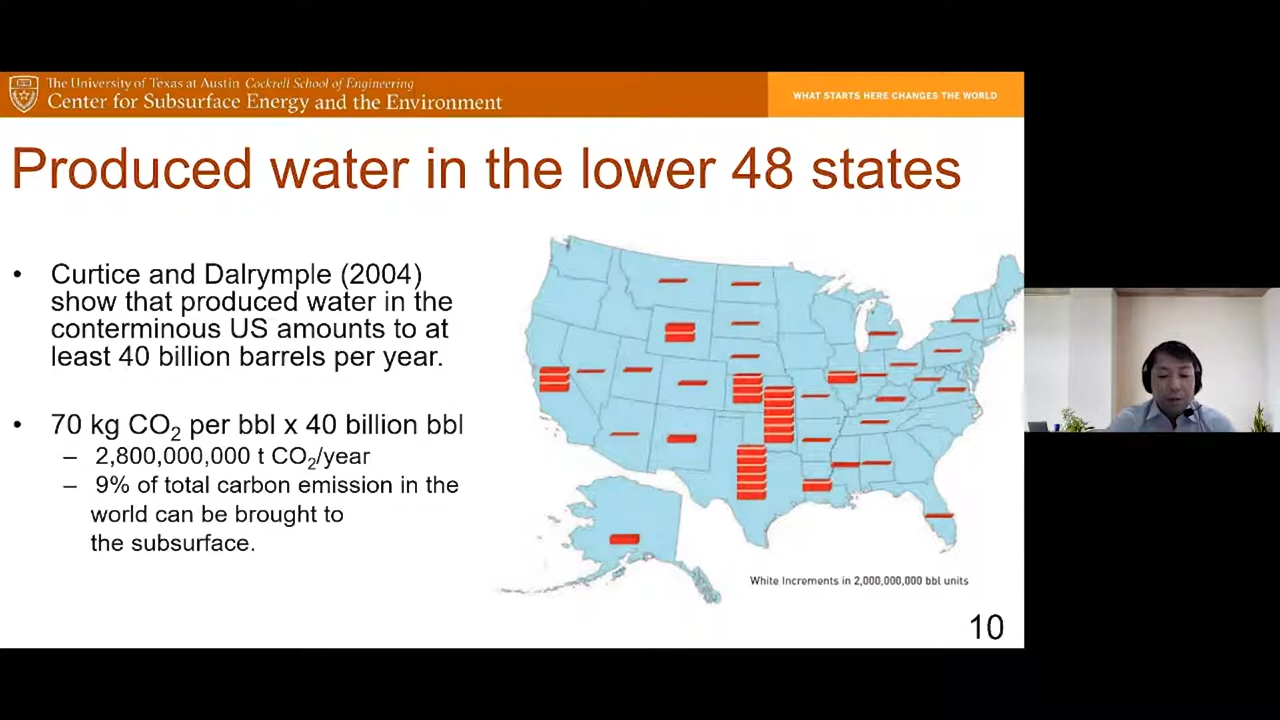 The University of Texas at Austin Cockrell School of Engineering
Center for Subsurface Energy and the Environment
WHAT STARTS HERE CHANGES THE WORLD
Produced water in the lower 48 states
• Curtice and Dalrymple (2004)
show that produced water in the
conterminous US amounts to at
least 40 billion barrels per year.
• 70 kg CO₂ per bbl x 40 billion bbl
– 2,800,000,000 t CO₂/year
– 9% of total carbon emission in the
world can be brought to
the subsurface.
White Increments in 2,000,000,000 bbl units
10